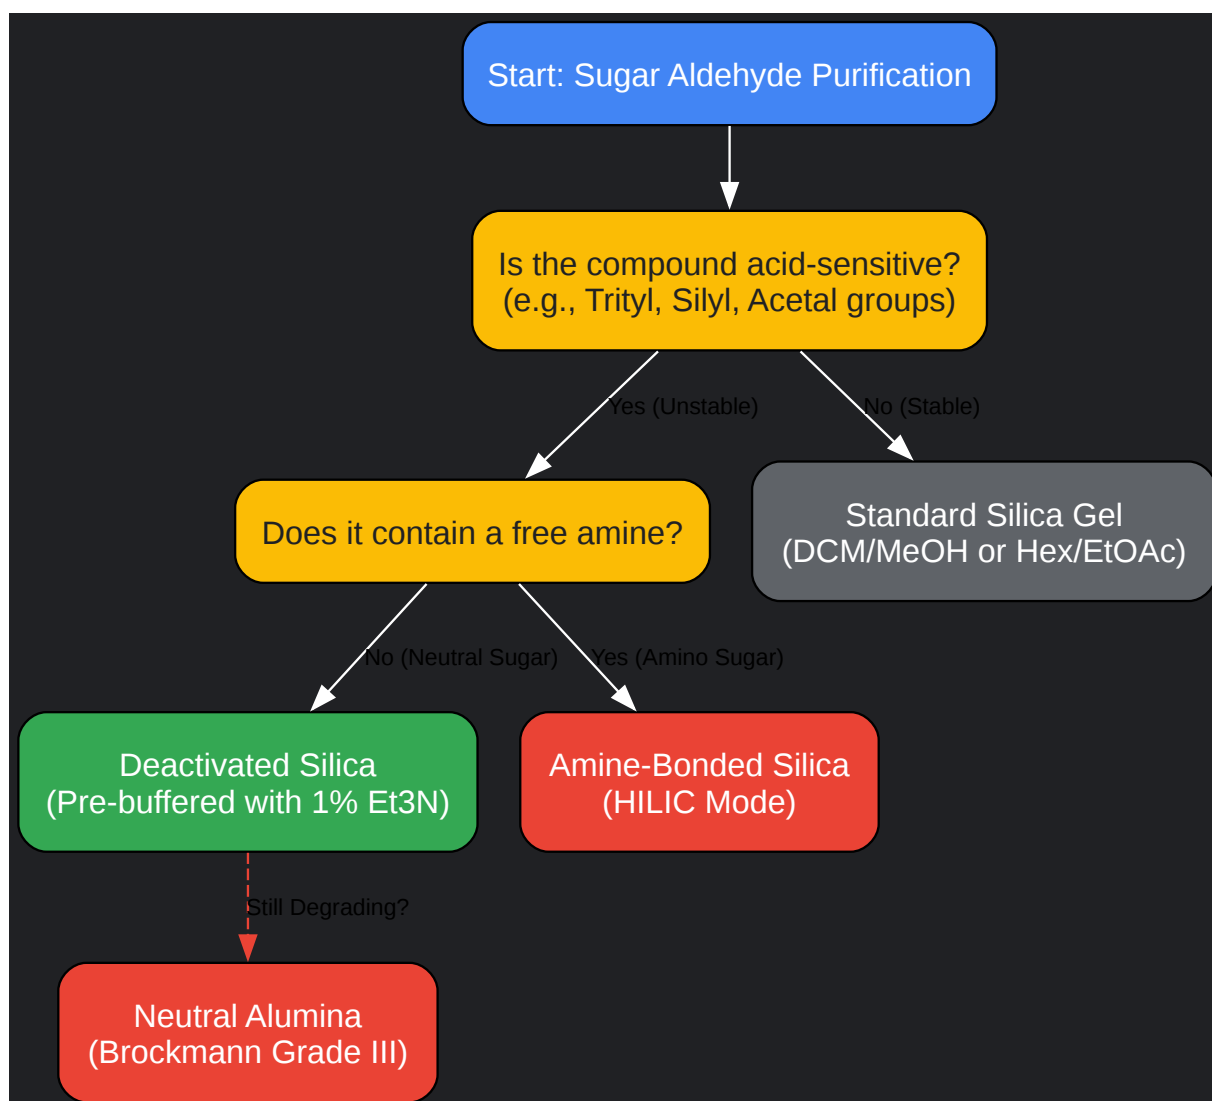 Start: Sugar Aldehyde Purification
Is the compound acid-sensitive?
(e.g., Trityl, Silyl, Acetal groups)
Yes (Unstable)
No (Stable)
Does it contain a free amine?
Standard Silica Gel
(DCM/MeOH or Hex/EtOAc)
No (Neutral Sugar)
Yes (Amino Sugar)
Deactivated Silica
(Pre-buffered with 1% Et3N)
Amine-Bonded Silica
(HILIC Mode)
Still Degrading?
Neutral Alumina
(Brockmann Grade III)